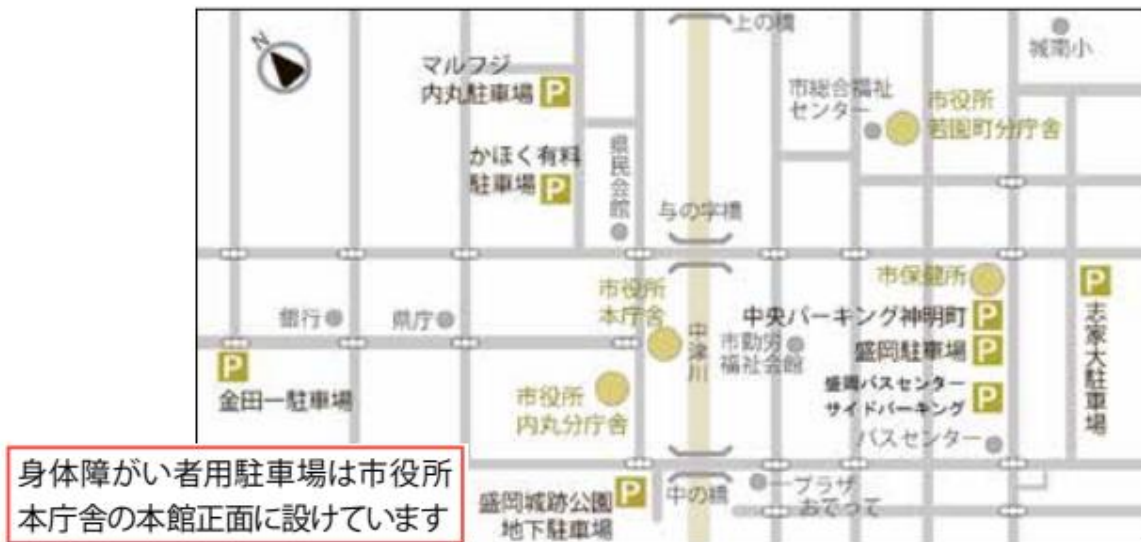 上の橋
城南小
N
マルフジ
内丸駐車場 P
市総合福祉
センター
市役所
若園町分庁舎
かほく有料
駐車場 P
県民会館
与の字橋
市役所
本庁舎
市保健所
P
志家大駐車場
銀行
県庁
中津川
市勤労
福祉会館
中央パーキング神明町 P
盛岡駐車場 P
P
金田一駐車場
市役所
内丸分庁舎
盛岡バスセンター
サイドパーキング P
バスセンター
身体障がい者用駐車場は市役所
本庁舎の本館正面に設けています
盛岡城跡公園
地下駐車場 P
中の橋
プラザ
おでって